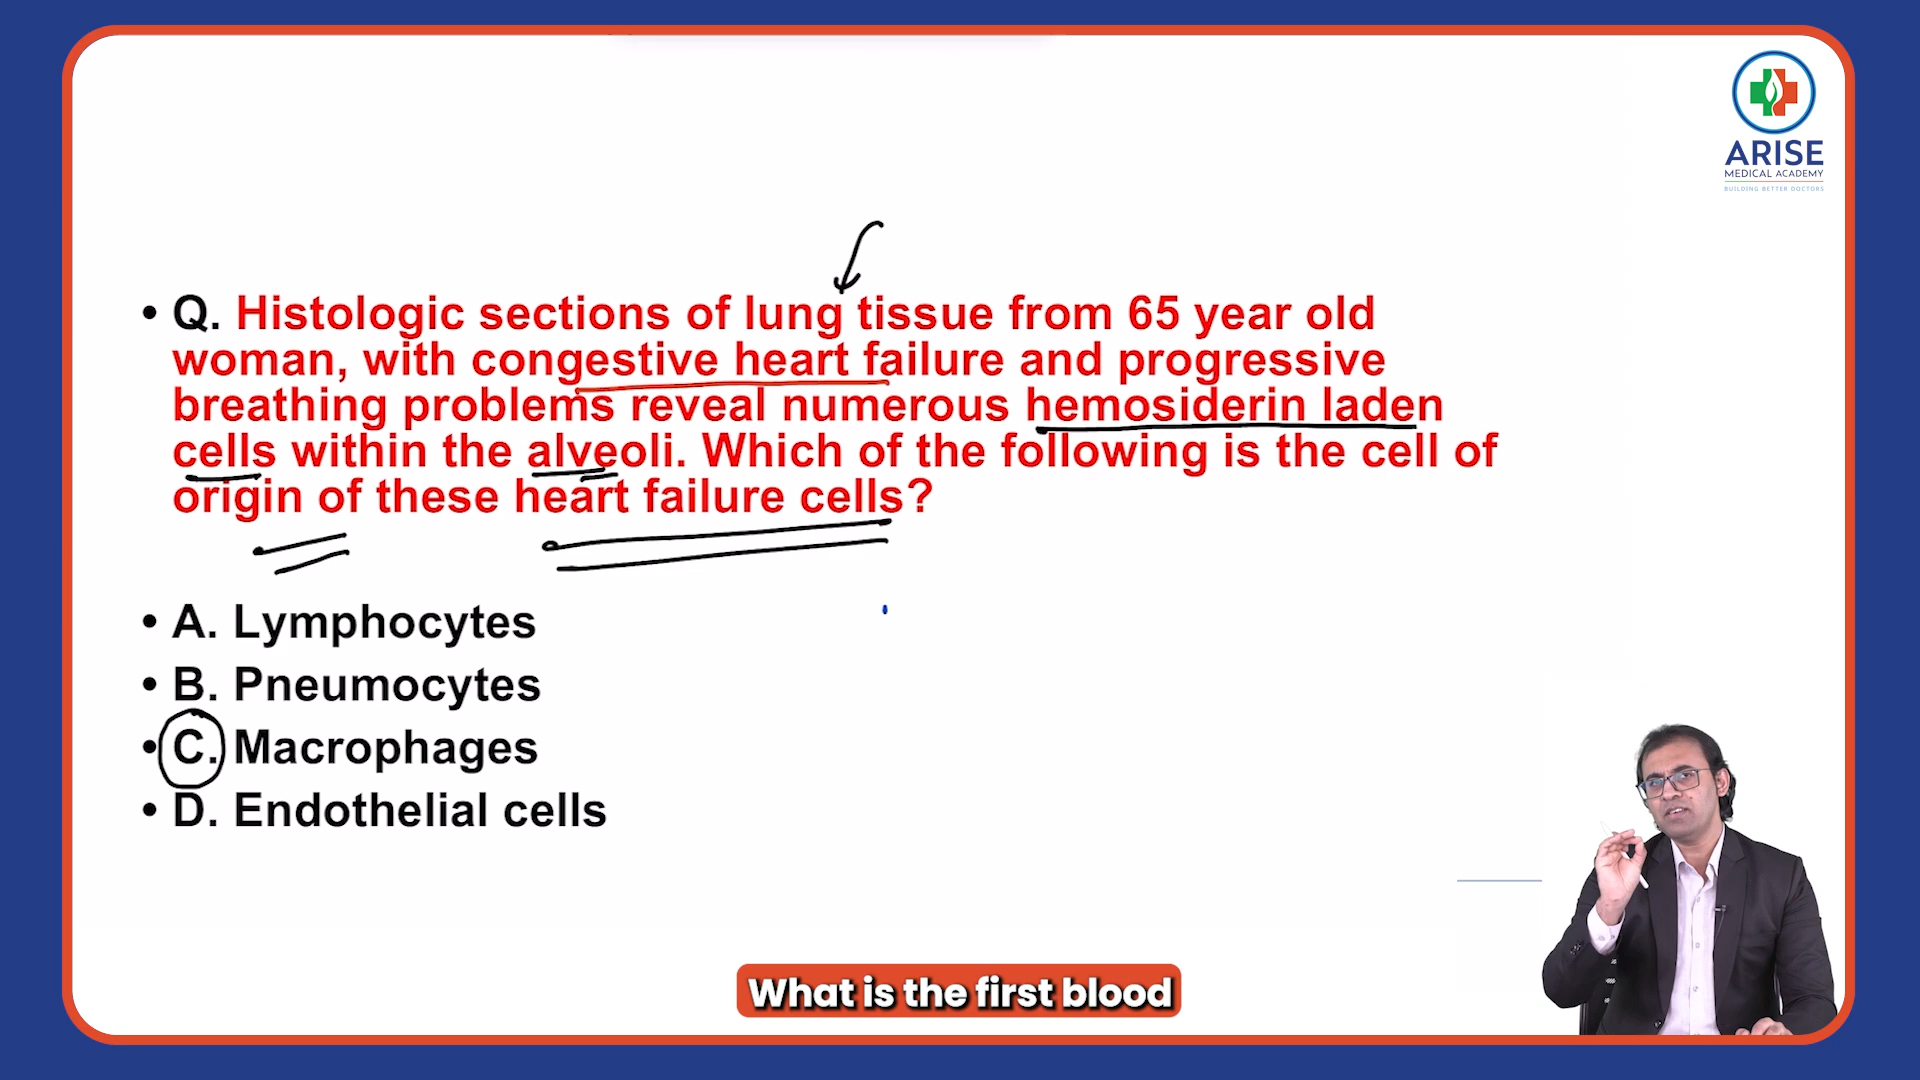 ARISE
MEDICAL ACADEMY
BUILDING BETTER DOCTORS
• Q. Histologic sections of lung tissue from 65 year old
woman, with congestive heart failure and progressive
breathing problems reveal numerous hemosiderin laden
cells within the alveoli. Which of the following is the cell of
origin of these heart failure cells?
• A. Lymphocytes
• B. Pneumocytes
• C. Macrophages
• D. Endothelial cells
What is the first blood